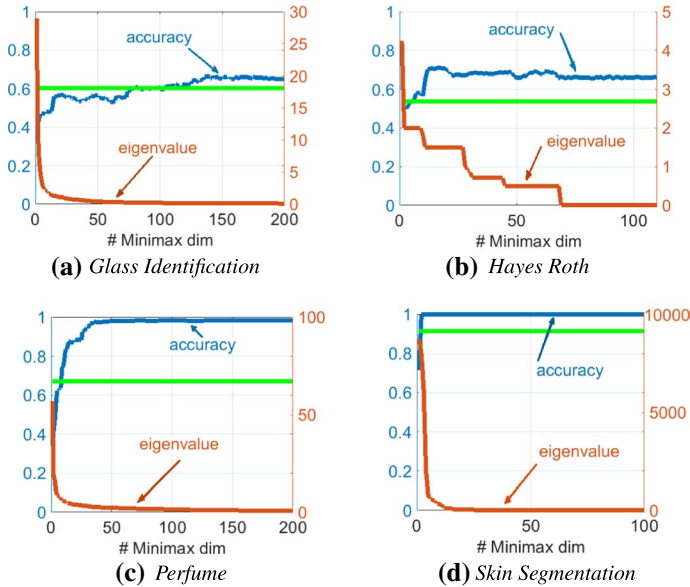 1
0.8
0.6
0.4
0.2
0
30
25
20
15
10
5
0
accuracy
eigenvalue
0 50 100 150 200
# Minimax dim
(a) Glass Identification
1
0.8
0.6
0.4
0.2
0
5
4
3
2
1
0
accuracy
eigenvalue
0 50 100
# Minimax dim
(b) Hayes Roth
1
0.8
0.6
0.4
0.2
0
100
50
0
accuracy
eigenvalue
0 50 100 150 200
# Minimax dim
(c) Perfume
1
0.8
0.6
0.4
0.2
0
10000
5000
0
accuracy
eigenvalue
0 50 100
# Minimax dim
(d) Skin Segmentation